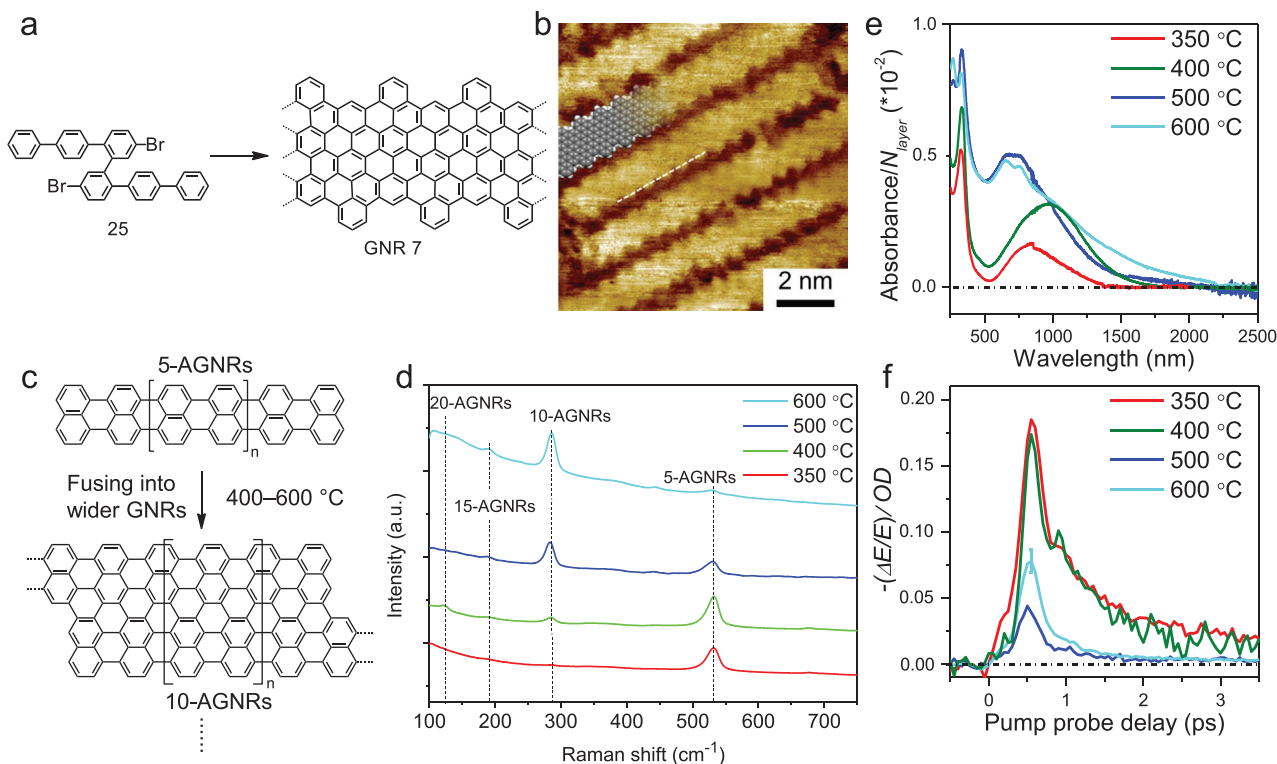 a
Br
Br
25
GNR 7
b
2 nm
c
5-AGNRs
n
Fusing into
wider GNRs
400–600 °C
n
10-AGNRs
d
20-AGNRs
10-AGNRs
15-AGNRs
5-AGNRs
600 °C
500 °C
400 °C
350 °C
Intensity (a.u.)
100 200 300 400 500 600 700
Raman shift (cm⁻¹)
e
1.0
0.5
0.0
Absorbance/N_layer (*10⁻²)
350 °C
400 °C
500 °C
600 °C
500 1000 1500 2000 2500
Wavelength (nm)
f
0.20
0.15
0.10
0.05
0.00
-(ΔE/E)/ OD
350 °C
400 °C
500 °C
600 °C
0 1 2 3
Pump probe delay (ps)